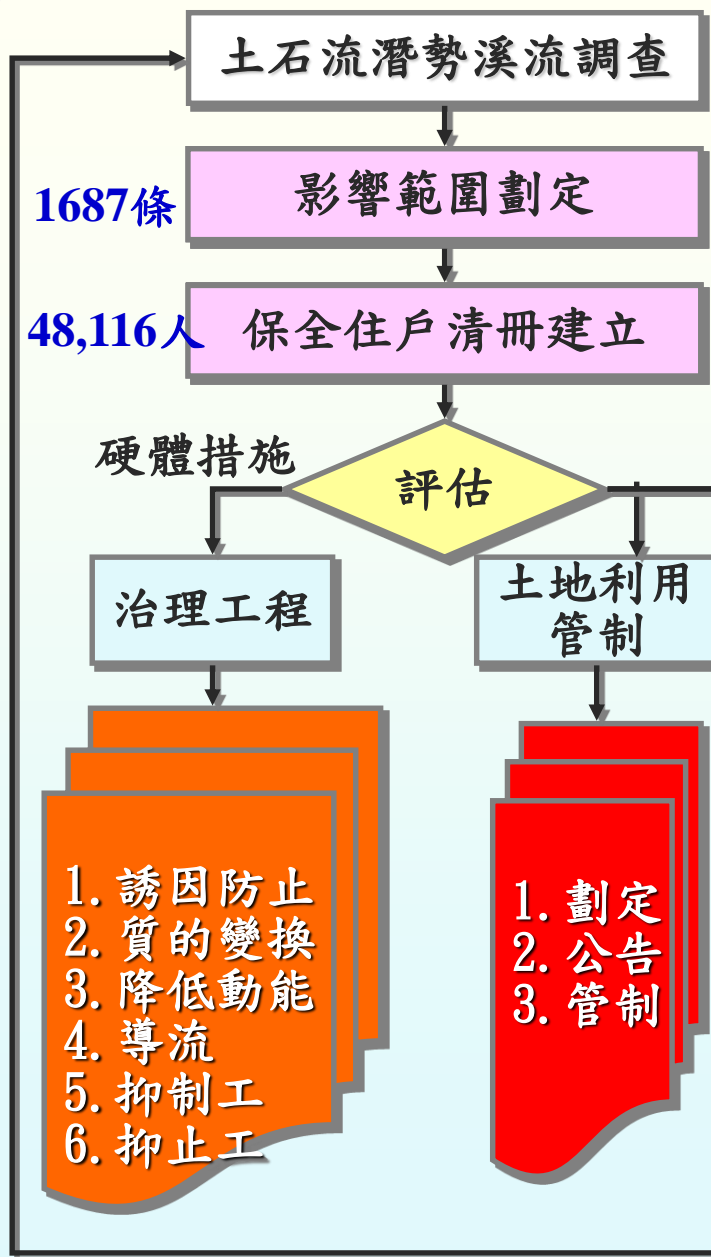 土石流潛勢溪流調查
1687條
影響範圍劃定
48,116人
保全住戶清冊建立
硬體措施
評估
治理工程
土地利用
管制
1. 誘因防止
2. 質的變換
3. 降低動能
4. 導流
5. 抑制工
6. 抑止工
1. 劃定
2. 公告
3. 管制